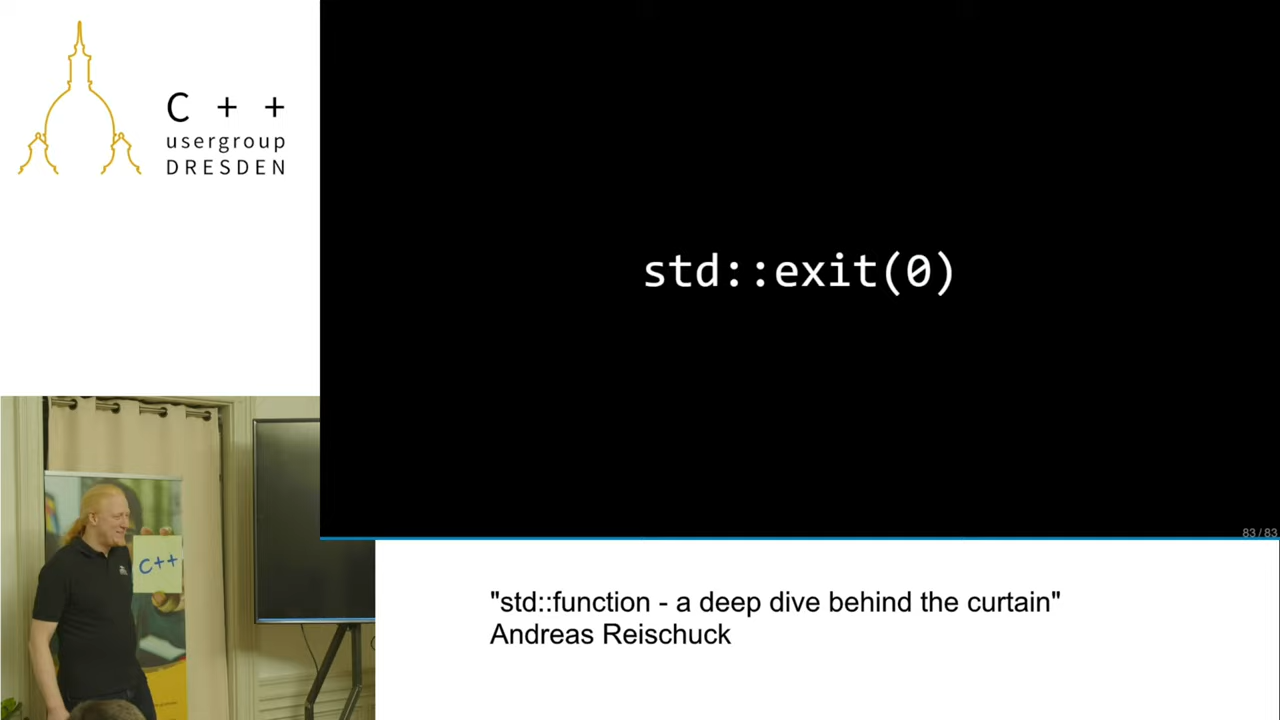 C + +
usergroup
DRESDEN
std::exit(0)
83 / 83
C++
"std::function - a deep dive behind the curtain"
Andreas Reischuck